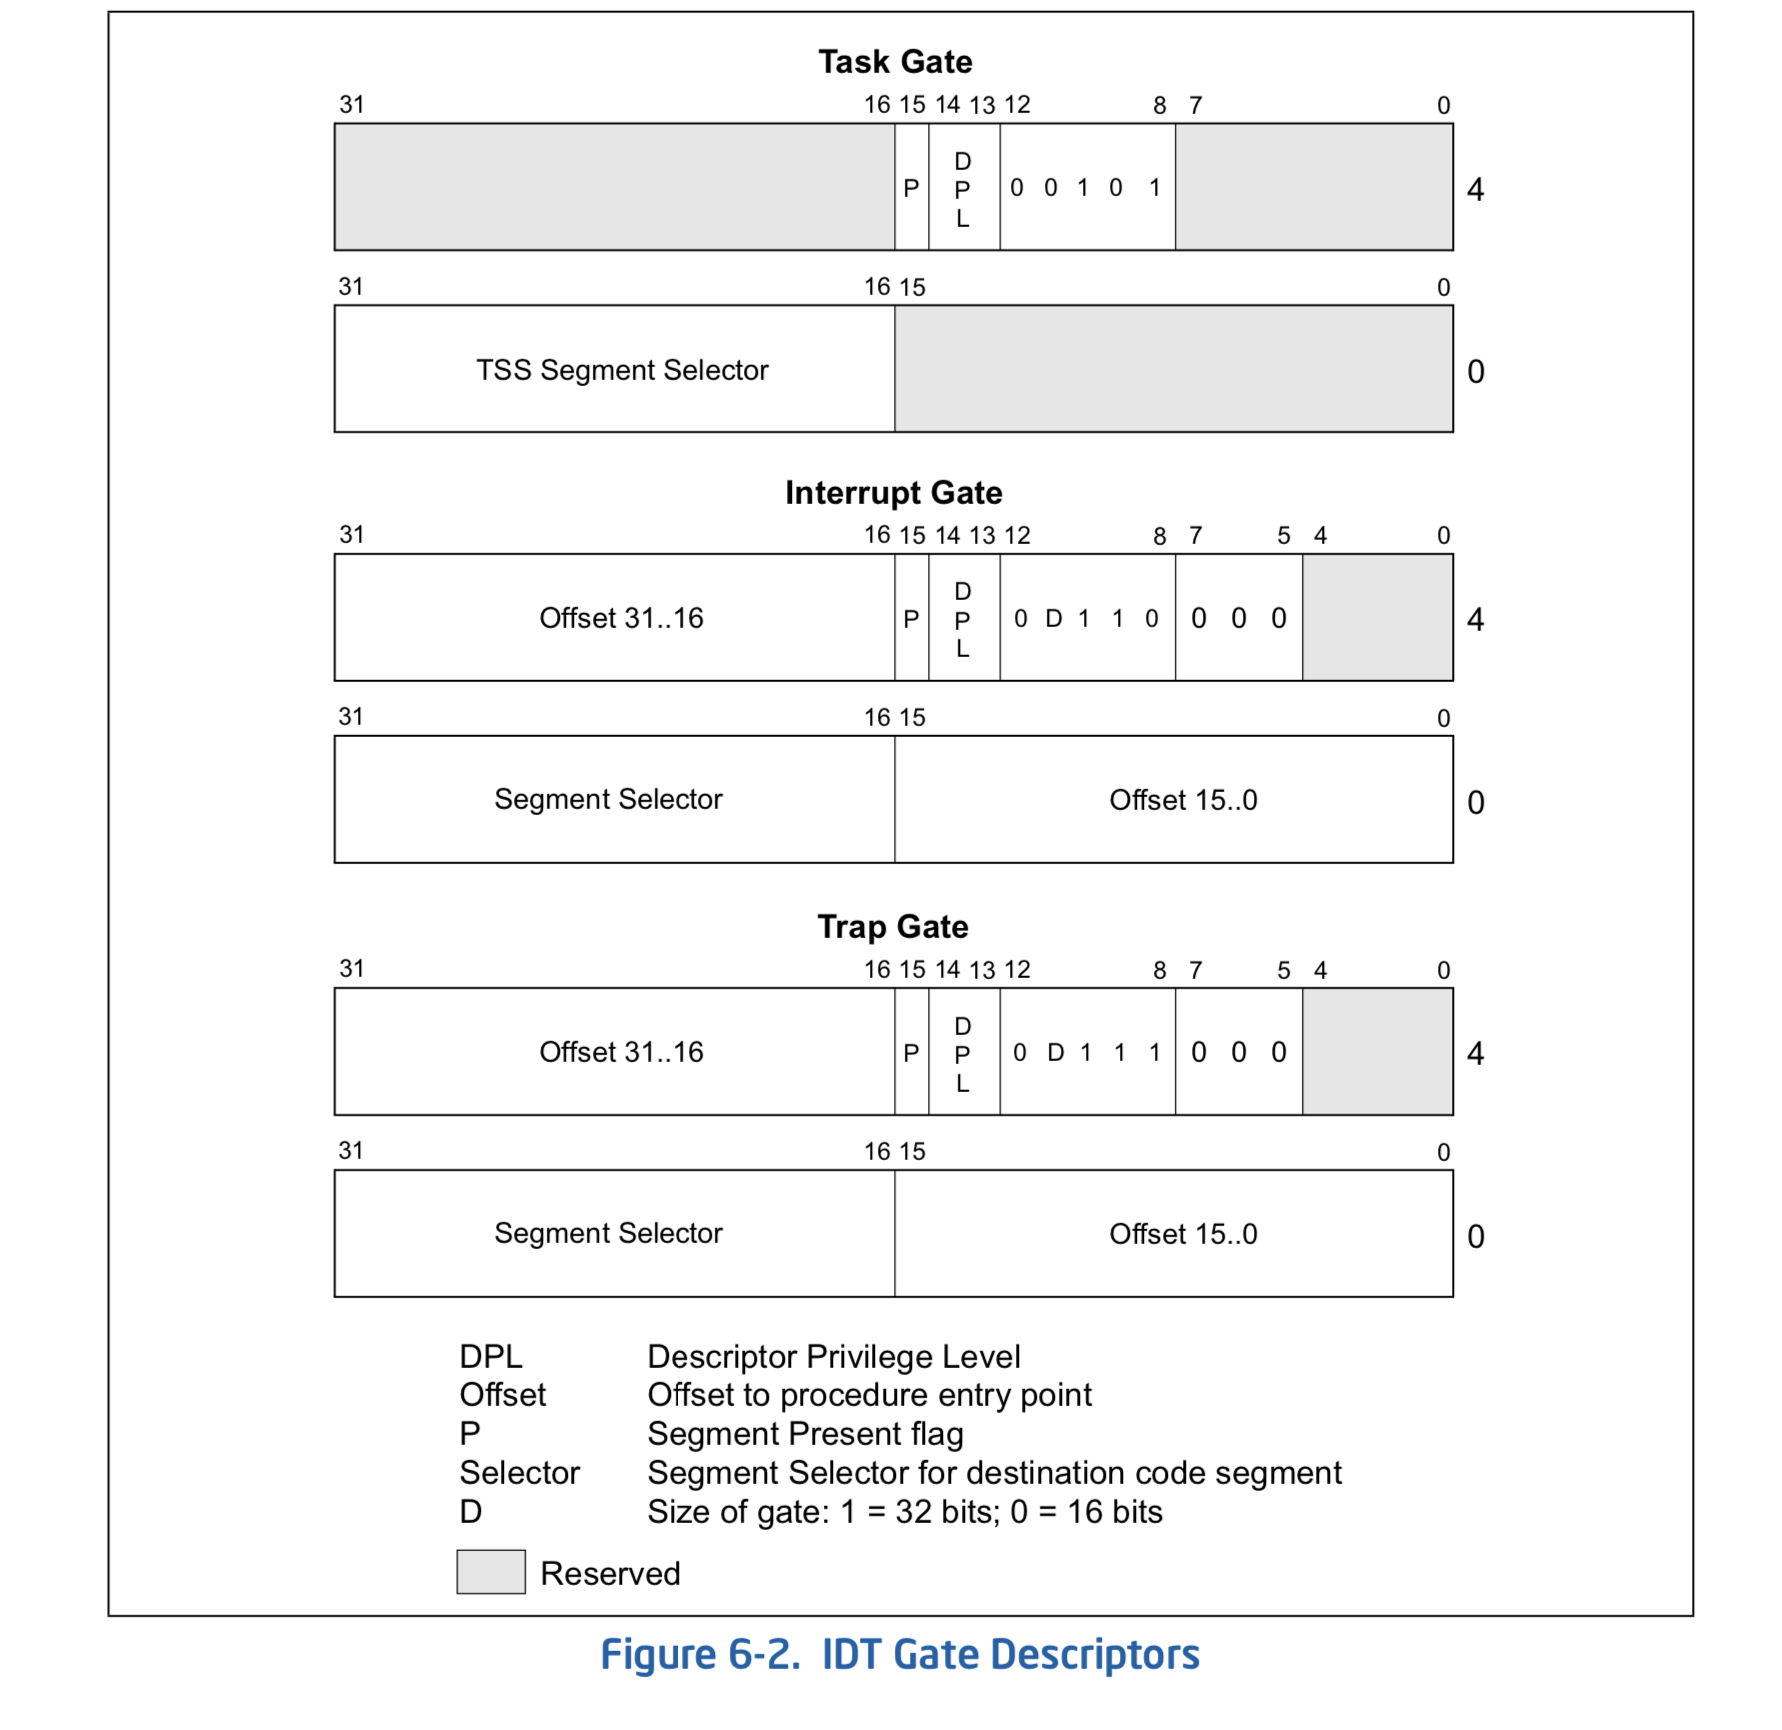 Task Gate
31 16 15 14 13 12 8 7 0
P DPL 0 0 1 0 1 4
31 16 15 0
TSS Segment Selector 0
Interrupt Gate
31 16 15 14 13 12 8 7 5 4 0
Offset 31..16 P DPL 0 D 1 1 0 0 0 0 4
31 16 15 0
Segment Selector Offset 15..0 0
Trap Gate
31 16 15 14 13 12 8 7 5 4 0
Offset 31..16 P DPL 0 D 1 1 1 0 0 0 4
31 16 15 0
Segment Selector Offset 15..0 0
DPL Descriptor Privilege Level
Offset Offset to procedure entry point
P Segment Present flag
Selector Segment Selector for destination code segment
D Size of gate: 1 = 32 bits; 0 = 16 bits
Reserved
Figure 6-2. IDT Gate Descriptors